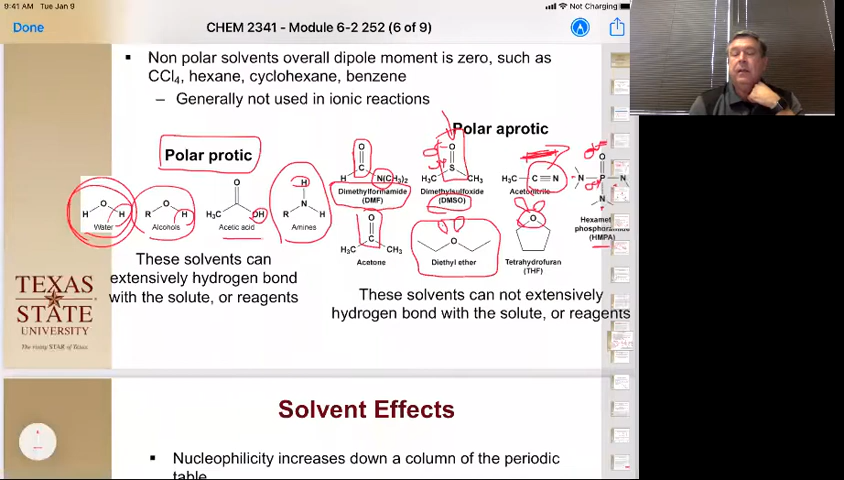 9:41 AM Tue Jan 9
Not Charging
Done
CHEM 2341 - Module 6-2 252 (6 of 9)
▪ Non polar solvents overall dipole moment is zero, such as
CCl4, hexane, cyclohexane, benzene
– Generally not used in ionic reactions
Polar protic
Polar aprotic
H O H
Water
R O H
Alcohols
O
H3C OH
Acetic acid
H
R N H
Amines
O
H C N(CH3)2
Dimethylformamide
(DMF)
O
H3C S CH3
Dimethylsulfoxide
(DMSO)
H3C C N
Acetonitrile
O
N P N
N
Hexamet
phosphoramide
(HMPA)
O
H3C C CH3
Acetone
O
Diethyl ether
O
Tetrahydrofuran
(THF)
These solvents can
extensively hydrogen bond
with the solute, or reagents
These solvents can not extensively
hydrogen bond with the solute, or reagents
TEXAS
STATE
UNIVERSITY
The rising STAR of Texas
Solvent Effects
▪ Nucleophilicity increases down a column of the periodic
table